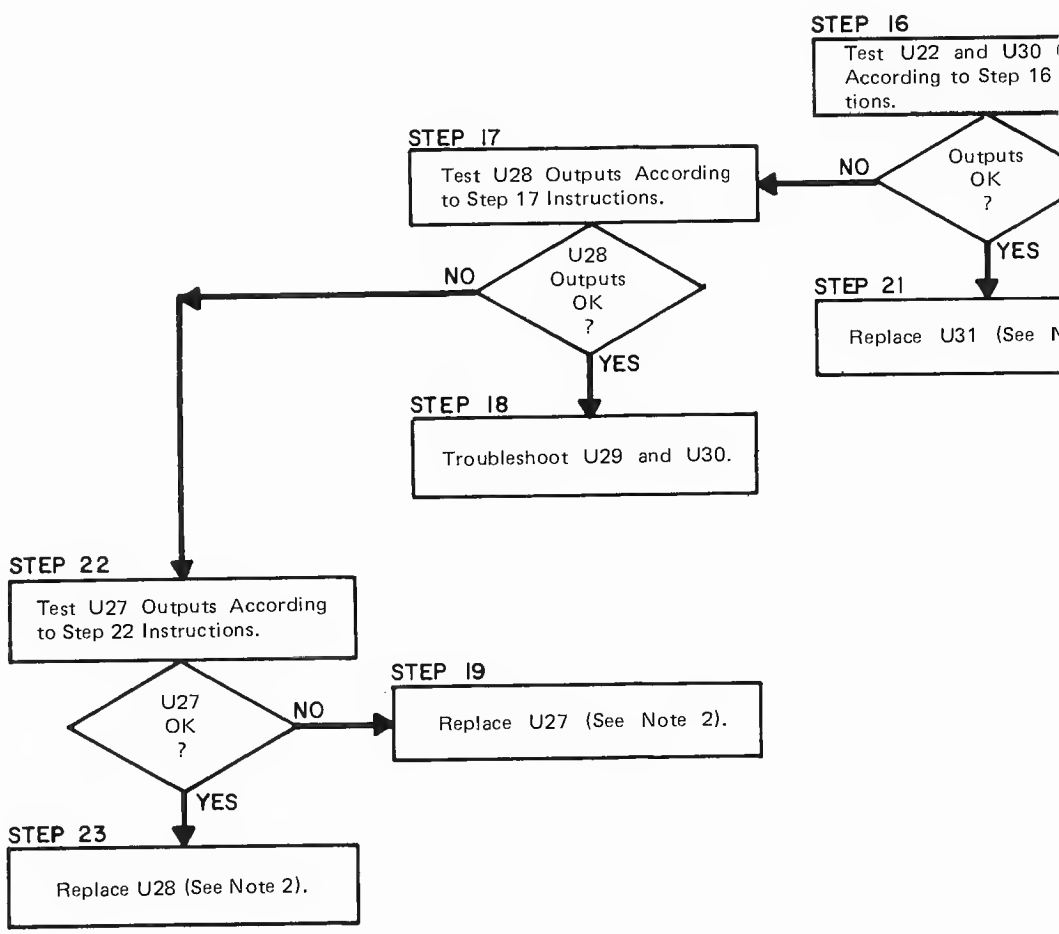 STEP 16
Test U22 and U30
According to Step 16
tions.
Outputs
OK
?
NO
YES
STEP 21
Replace U31 (See
STEP 17
Test U28 Outputs According
to Step 17 Instructions.
U28
Outputs
OK
?
NO
YES
STEP 18
Troubleshoot U29 and U30.
STEP 22
Test U27 Outputs According
to Step 22 Instructions.
U27
OK
?
NO
YES
STEP 19
Replace U27 (See Note 2).
STEP 23
Replace U28 (See Note 2).